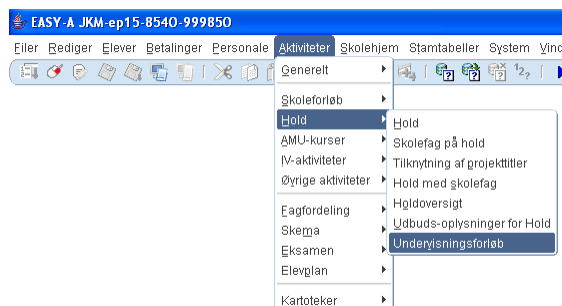 EASY-A JKM-ep15-8540-999850
Filer Rediger Elever Betalinger Personale Aktiviteter Skolehjem Stamtabeller System Vind
Generelt
Skoleforløb
Hold
AMU-kurser
IV-aktiviteter
Øvrige aktiviteter
Fagfordeling
Skema
Eksamen
Elevplan
Kartoteker
Hold
Skolefag på hold
Tilknytning af projekttitler
Hold med skolefag
Holdoversigt
Udbuds-oplysninger for Hold
Undervisningsforløb